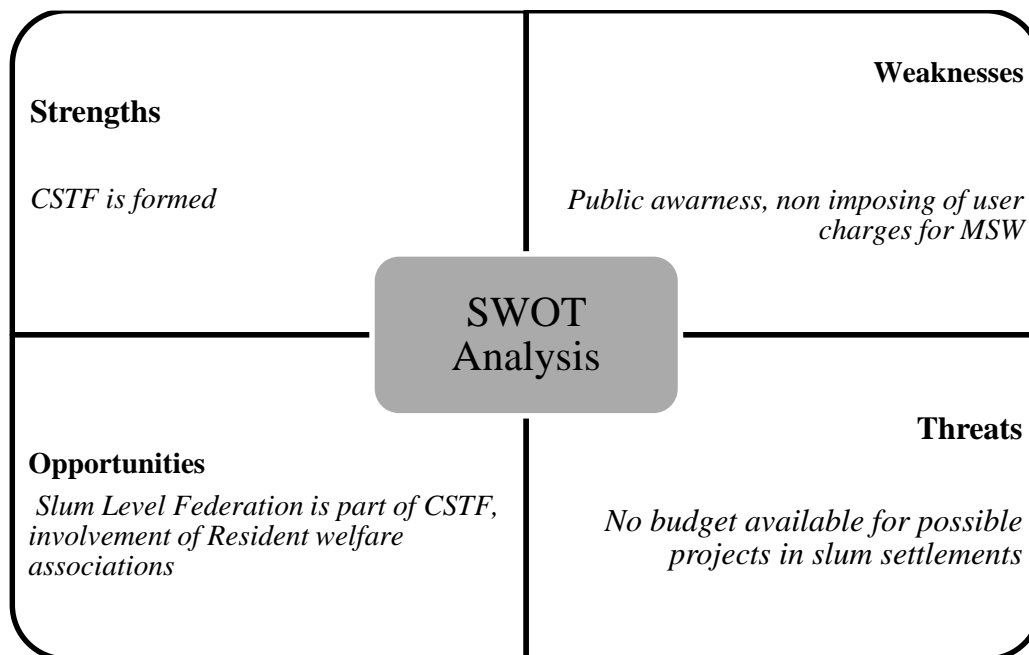 Strengths
CSTF is formed
Weaknesses
Public awarness, non imposing of user
charges for MSW
SWOT
Analysis
Opportunities
Slum Level Federation is part of CSTF,
involvement of Resident welfare
associations
Threats
No budget available for possible
projects in slum settlements